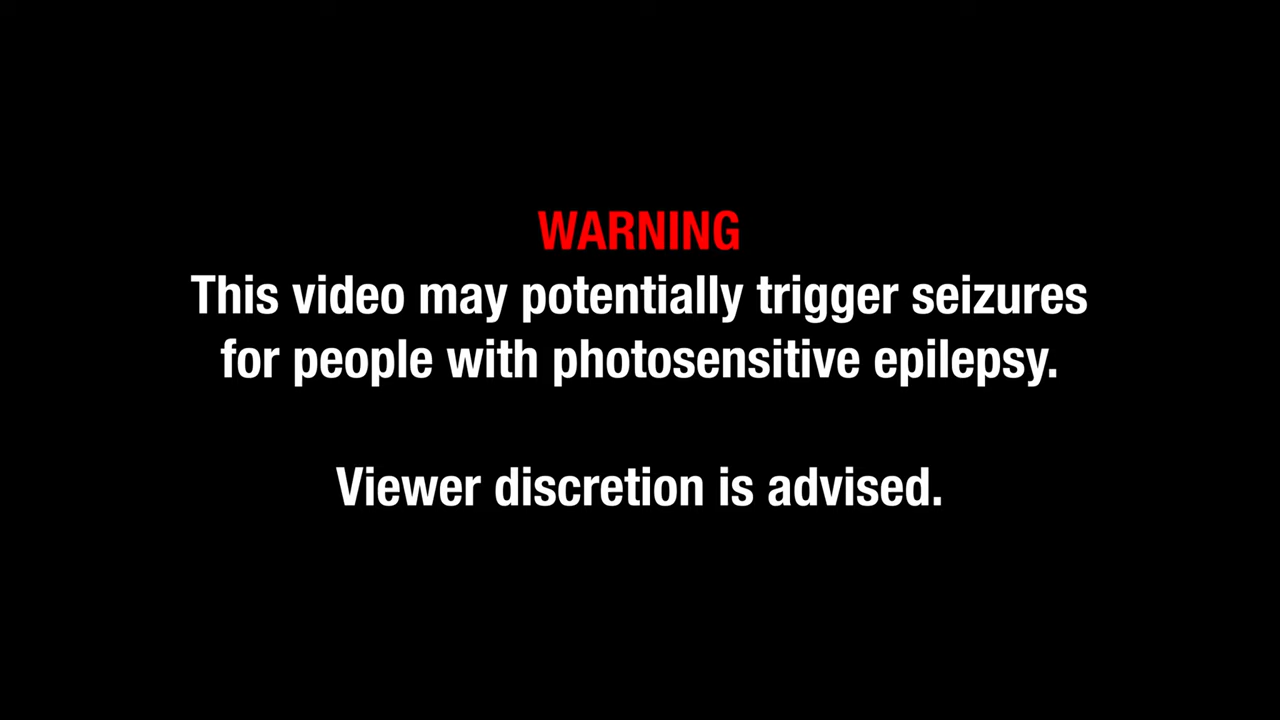 WARNING
This video may potentially trigger seizures
for people with photosensitive epilepsy.
Viewer discretion is advised.